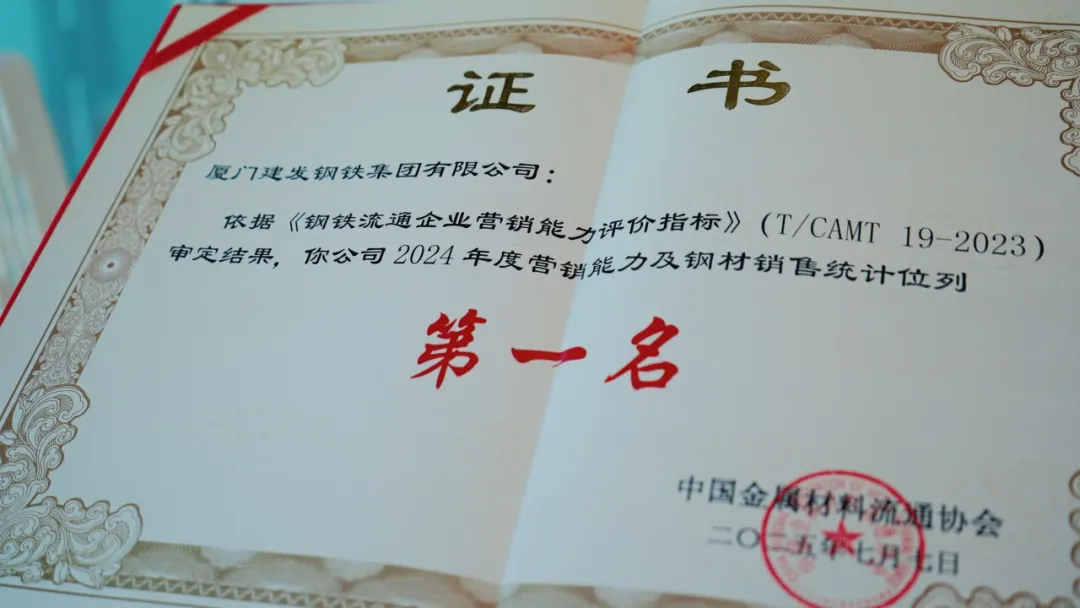 证书
厦门建发钢铁集团有限公司：
依据《钢铁流通企业营销能力评价指标》（T/CAMT 19-2023）
审定结果，你公司2024年度营销能力及钢材销售统计位列
第一名
中国金属材料流通协会
二〇二五年七月七日